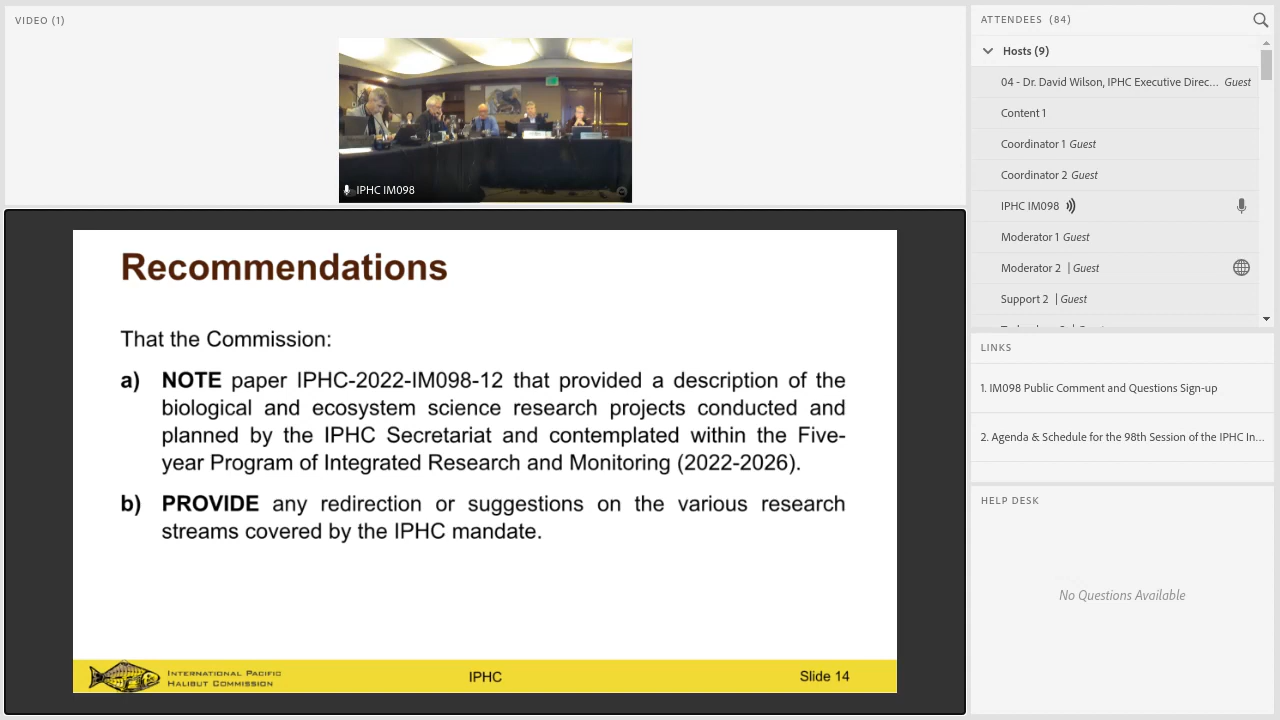 VIDEO (1)
IPHC IM098
Recommendations
That the Commission:
a) NOTE paper IPHC-2022-IM098-12 that provided a description of the
biological and ecosystem science research projects conducted and
planned by the IPHC Secretariat and contemplated within the Five-
year Program of Integrated Research and Monitoring (2022-2026).
b) PROVIDE any redirection or suggestions on the various research
streams covered by the IPHC mandate.
INTERNATIONAL PACIFIC
HALIBUT COMMISSION
IPHC
Slide 14
ATTENDEES (84)
Hosts (9)
04 - Dr. David Wilson, IPHC Executive Direc... Guest
Content 1
Coordinator 1 Guest
Coordinator 2 Guest
IPHC IM098
Moderator 1 Guest
Moderator 2 | Guest
Support 2 | Guest
LINKS
1. IM098 Public Comment and Questions Sign-up
2. Agenda & Schedule for the 98th Session of the IPHC In...
HELP DESK
No Questions Available